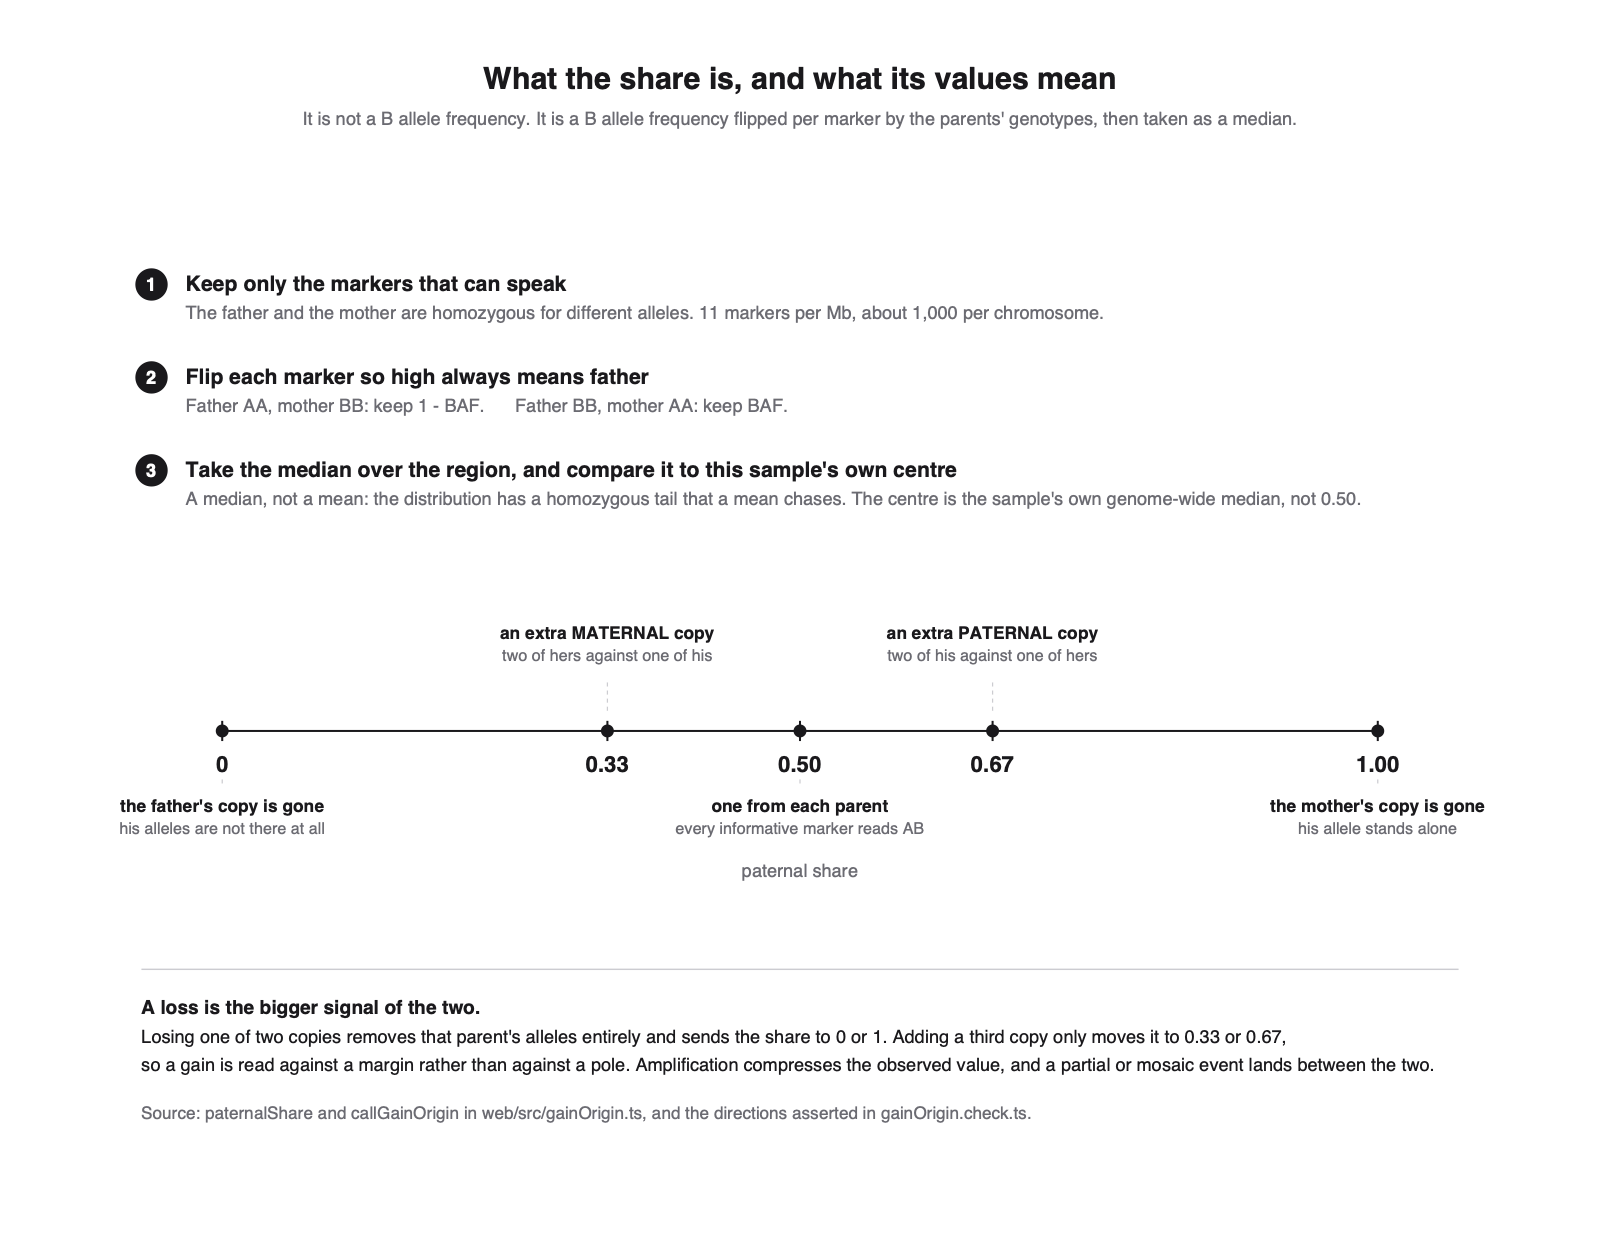 What the share is, and what its values mean
It is not a B allele frequency. It is a B allele frequency flipped per marker by the parents' genotypes, then taken as a median.
1 Keep only the markers that can speak
The father and the mother are homozygous for different alleles. 11 markers per Mb, about 1,000 per chromosome.
2 Flip each marker so high always means father
Father AA, mother BB: keep 1 - BAF. Father BB, mother AA: keep BAF.
3 Take the median over the region, and compare it to this sample's own centre
A median, not a mean: the distribution has a homozygous tail that a mean chases. The centre is the sample's own genome-wide median, not 0.50.
an extra MATERNAL copy
two of hers against one of his
an extra PATERNAL copy
two of his against one of hers
0 0.33 0.50 0.67 1.00
the father's copy is gone
his alleles are not there at all
one from each parent
every informative marker reads AB
the mother's copy is gone
his allele stands alone
paternal share
A loss is the bigger signal of the two.
Losing one of two copies removes that parent's alleles entirely and sends the share to 0 or 1. Adding a third copy only moves it to 0.33 or 0.67,
so a gain is read against a margin rather than against a pole. Amplification compresses the observed value, and a partial or mosaic event lands between the two.
Source: paternalShare and callGainOrigin in web/src/gainOrigin.ts, and the directions asserted in gainOrigin.check.ts.